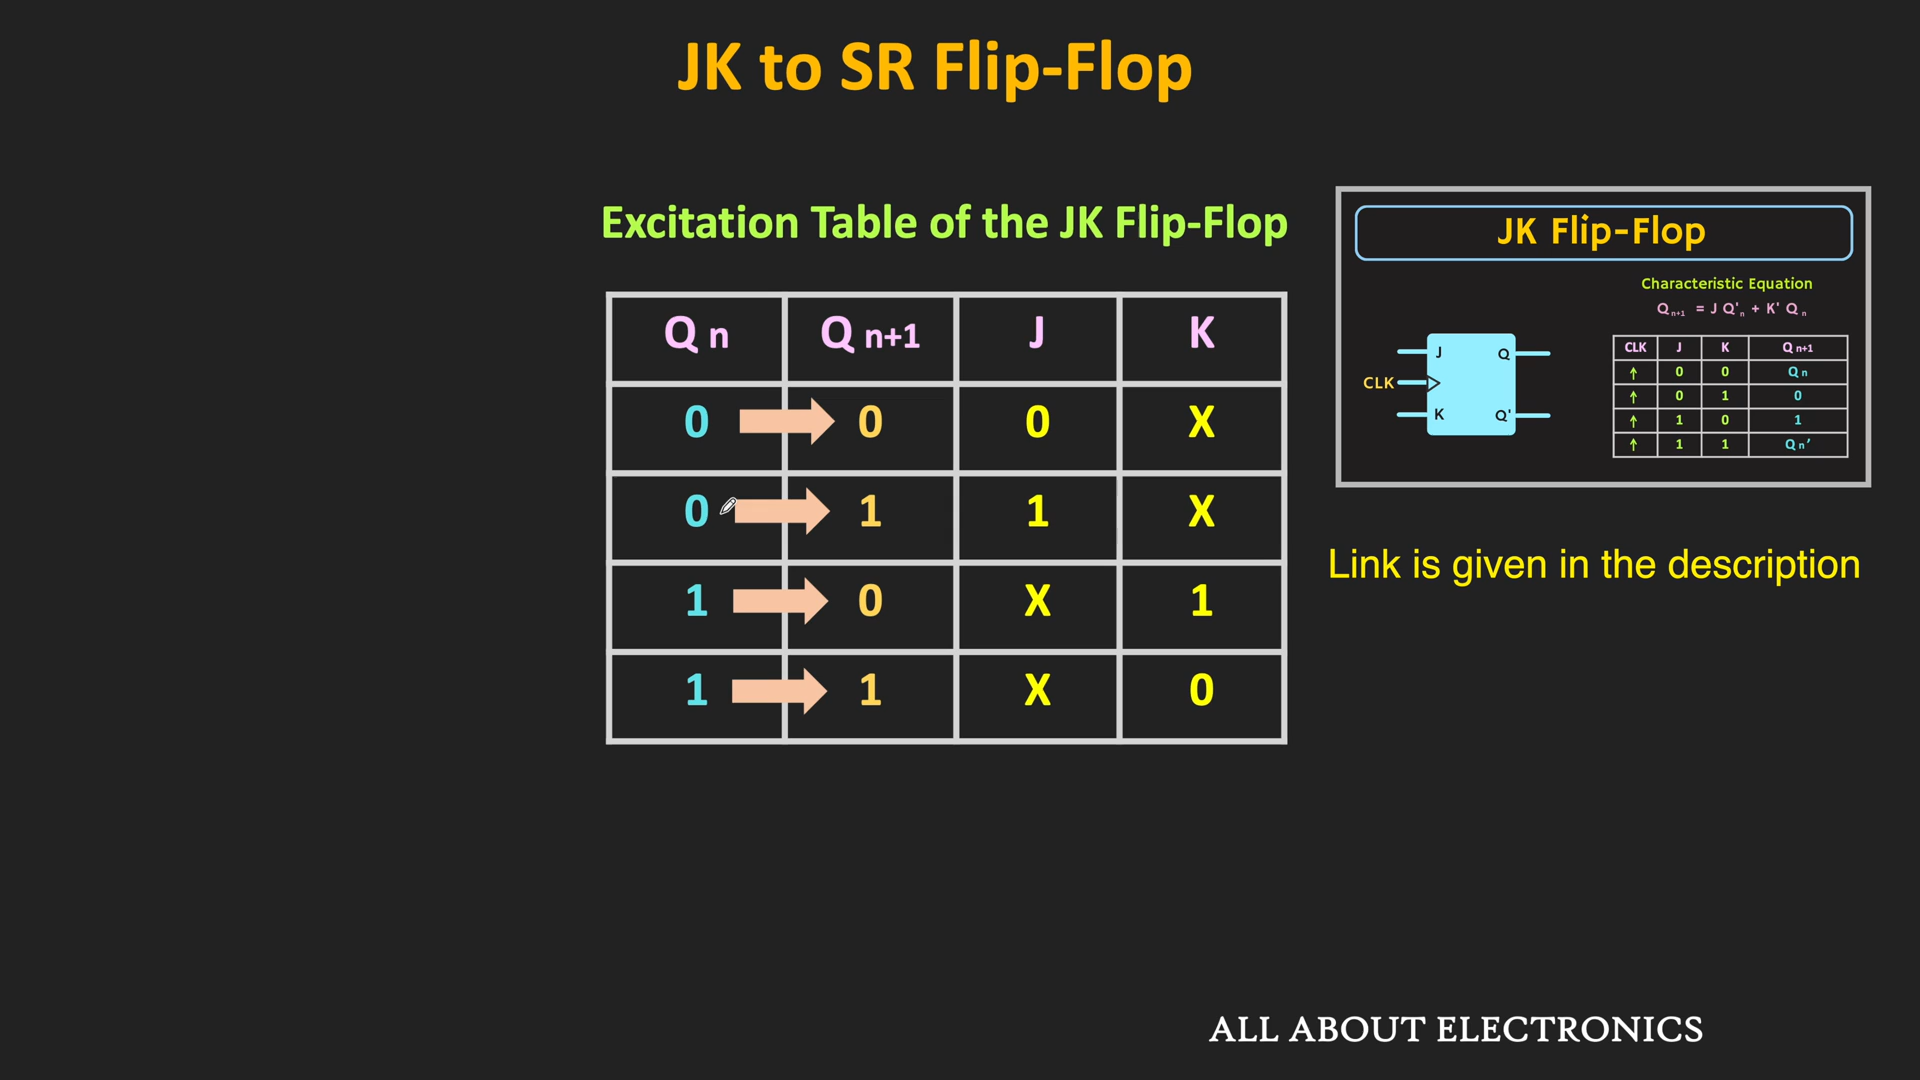 JK to SR Flip-Flop
Excitation Table of the JK Flip-Flop
Q n Q n+1 J K
0 0 0 X
0 1 1 X
1 0 X 1
1 1 X 0
JK Flip-Flop
Characteristic Equation
Q n+1 = J Q'n + K' Q n
J Q
CLK
K Q'
CLK J K Q n+1
↑ 0 0 Q n
↑ 0 1 0
↑ 1 0 1
↑ 1 1 Q n'
Link is given in the description
ALL ABOUT ELECTRONICS